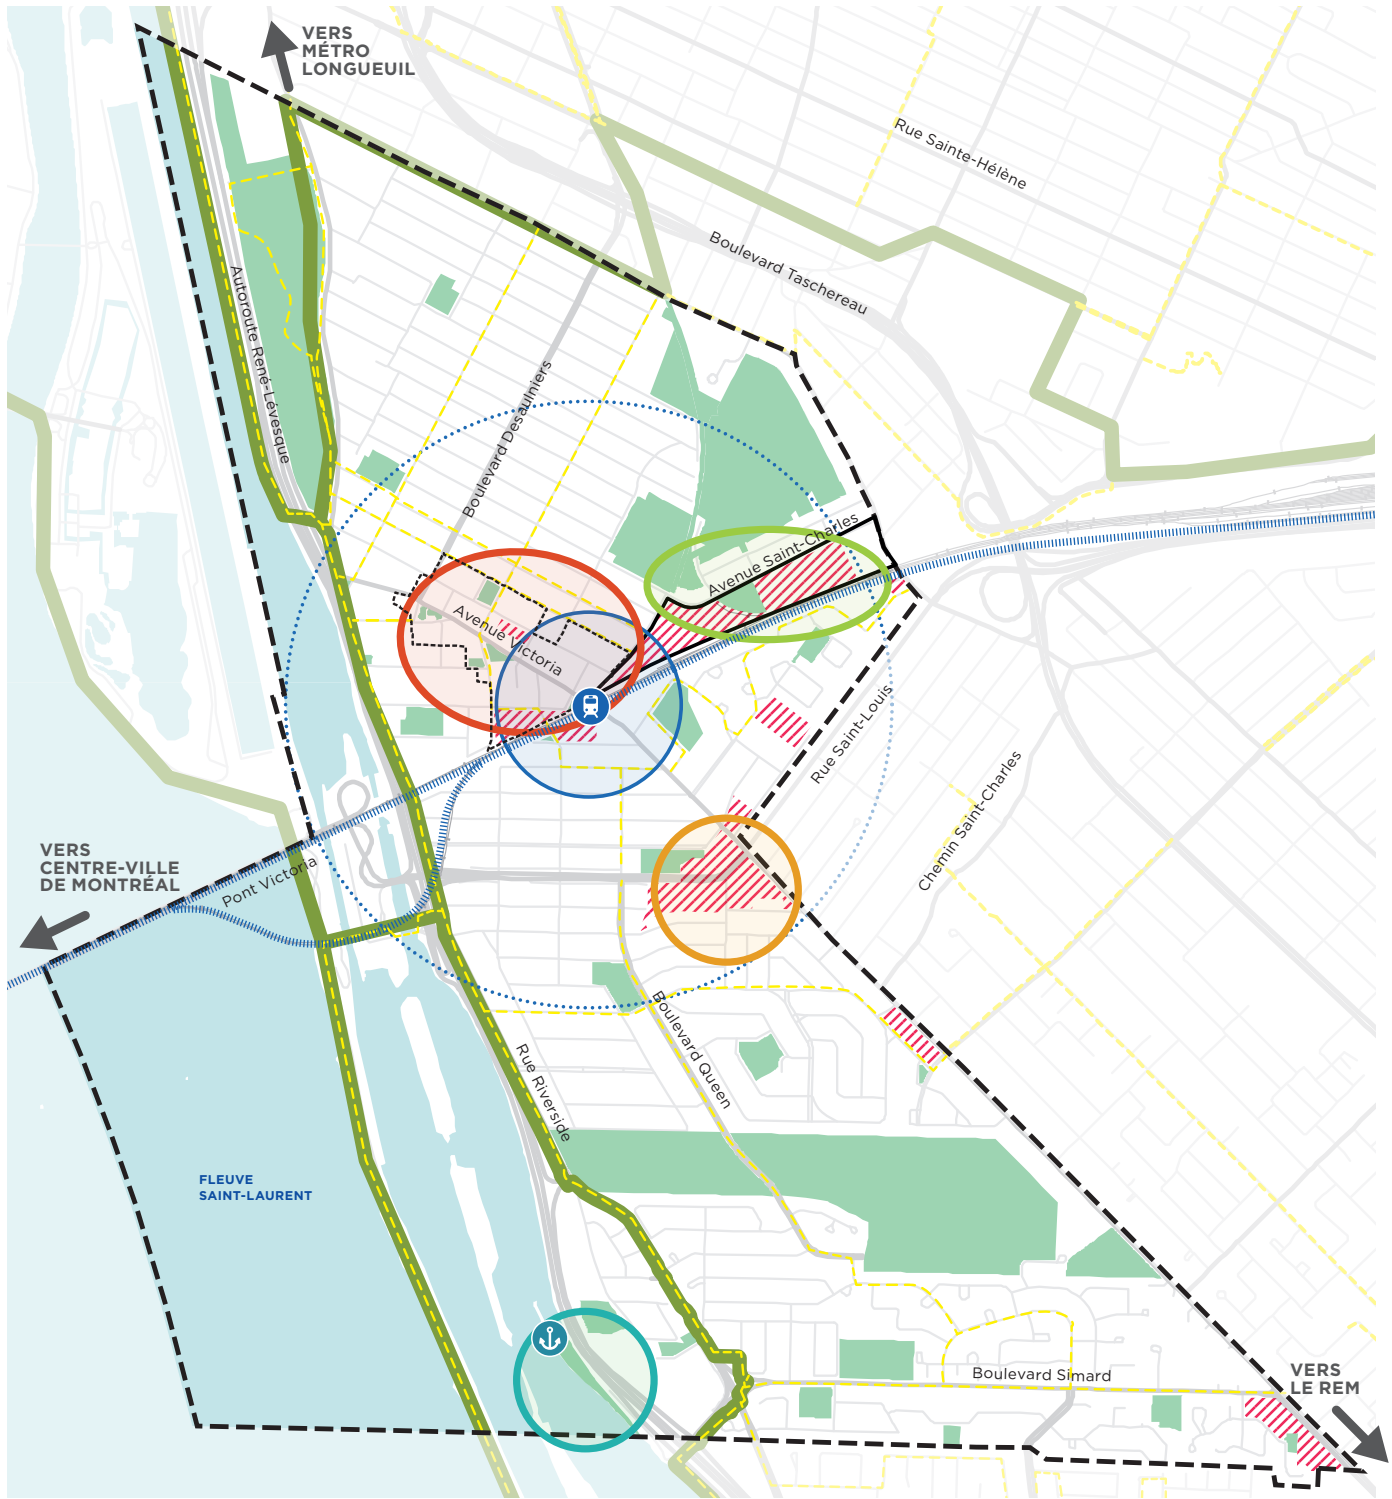 VERS
MÉTRO
LONGUEUIL
Rue Sainte-Hélène
Boulevard Taschereau
Autoroute René-Lévesque
Boulevard Desaulniers
Avenue Saint-Charles
Avenue Victoria
Rue Saint-Louis
Chemin Saint-Charles
VERS
CENTRE-VILLE
DE MONTRÉAL
Pont Victoria
Boulevard Queen
Rue Riverside
FLEUVE
SAINT-LAURENT
Boulevard Simard
VERS
LE REM